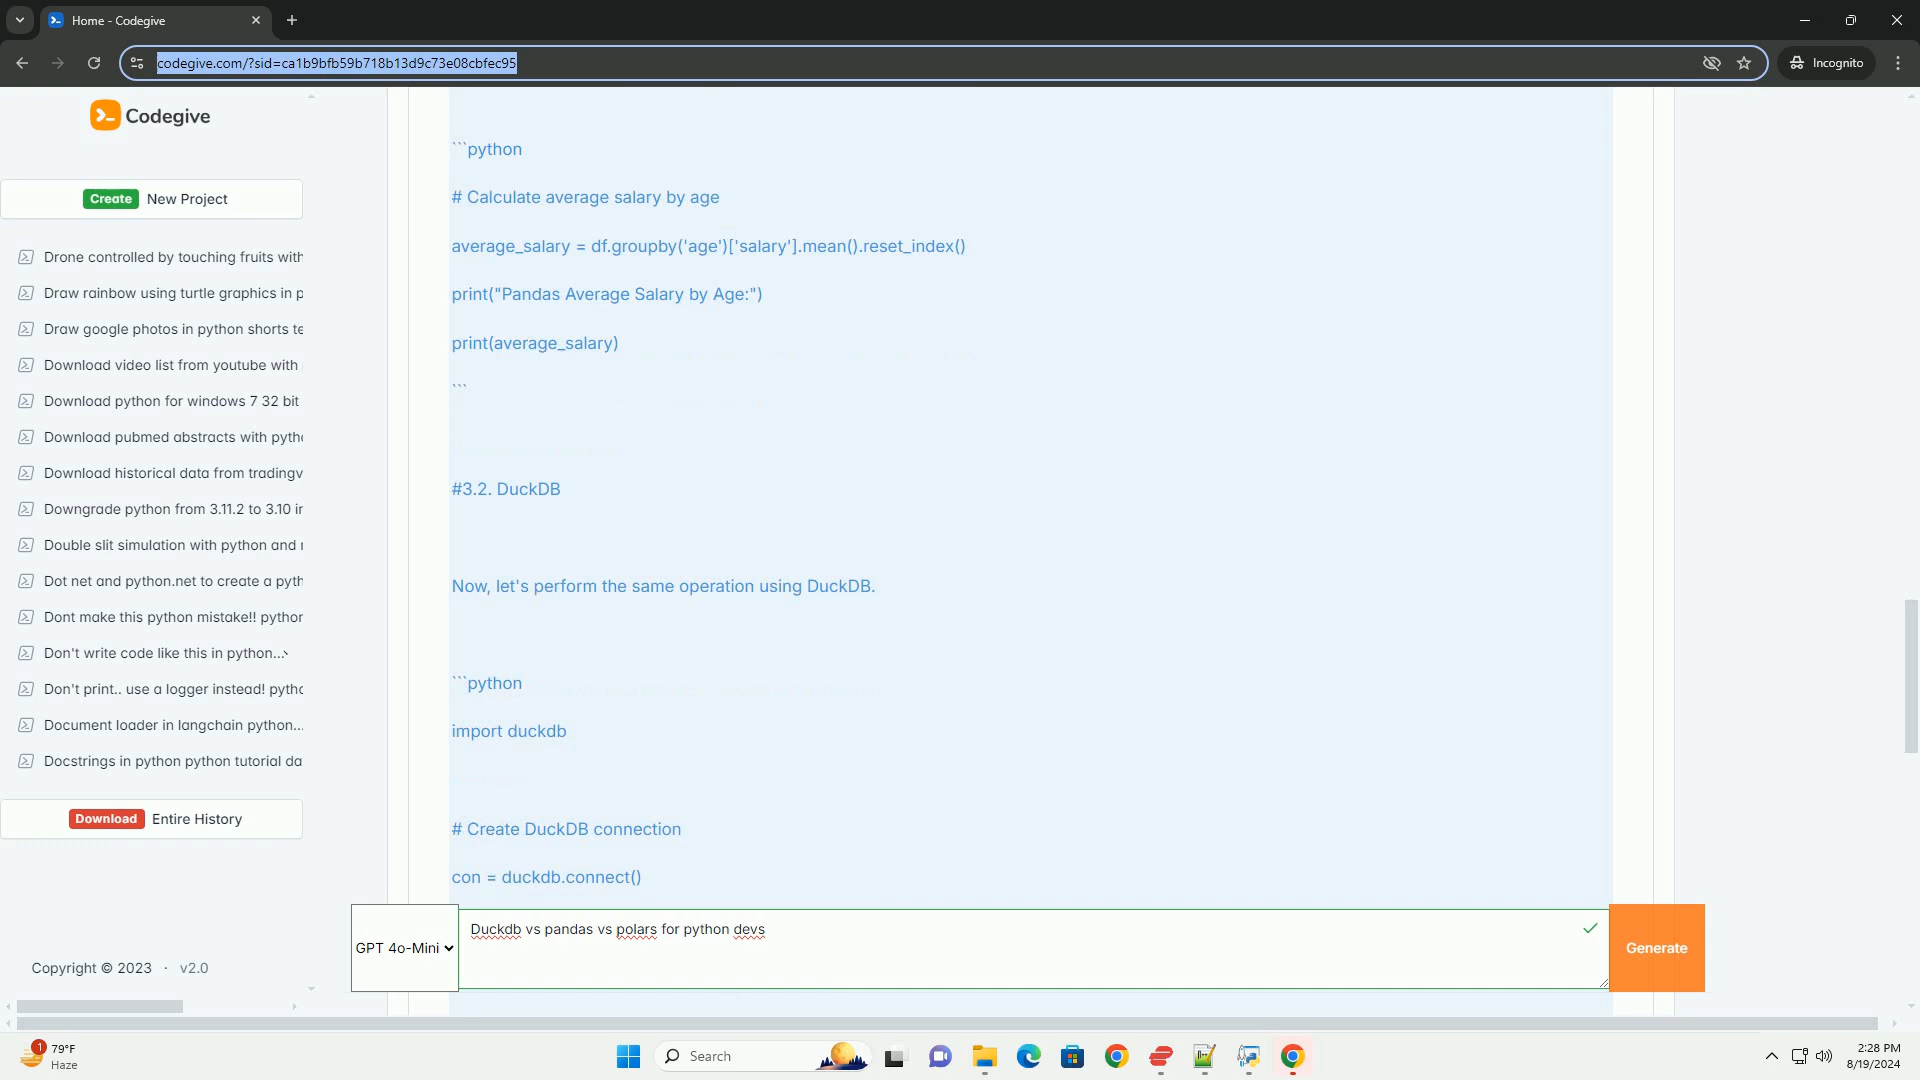 Home - Codegive
codegive.com/?sid=ca1b9bfb59b718b13d9c73e08cbfec95
Incognito
Codegive
Create New Project
Drone controlled by touching fruits with
Draw rainbow using turtle graphics in p
Draw google photos in python shorts te
Download video list from youtube with
Download python for windows 7 32 bit
Download pubmed abstracts with pytho
Download historical data from tradingv
Downgrade python from 3.11.2 to 3.10 in
Double slit simulation with python and
Dot net and python.net to create a pyth
Dont make this python mistake!! python
Don't write code like this in python...
Don't print.. use a logger instead! pytho
Document loader in langchain python...
Docstrings in python python tutorial da
Download Entire History
Copyright © 2023 · v2.0
```python
# Calculate average salary by age
average_salary = df.groupby('age')['salary'].mean().reset_index()
print("Pandas Average Salary by Age:")
print(average_salary)
```
#3.2. DuckDB
Now, let's perform the same operation using DuckDB.
```python
import duckdb
# Create DuckDB connection
con = duckdb.connect()
GPT 4o-Mini
Duckdb vs pandas vs polars for python devs
Generate
1
79°F
Haze
Search
2:28 PM
8/19/2024